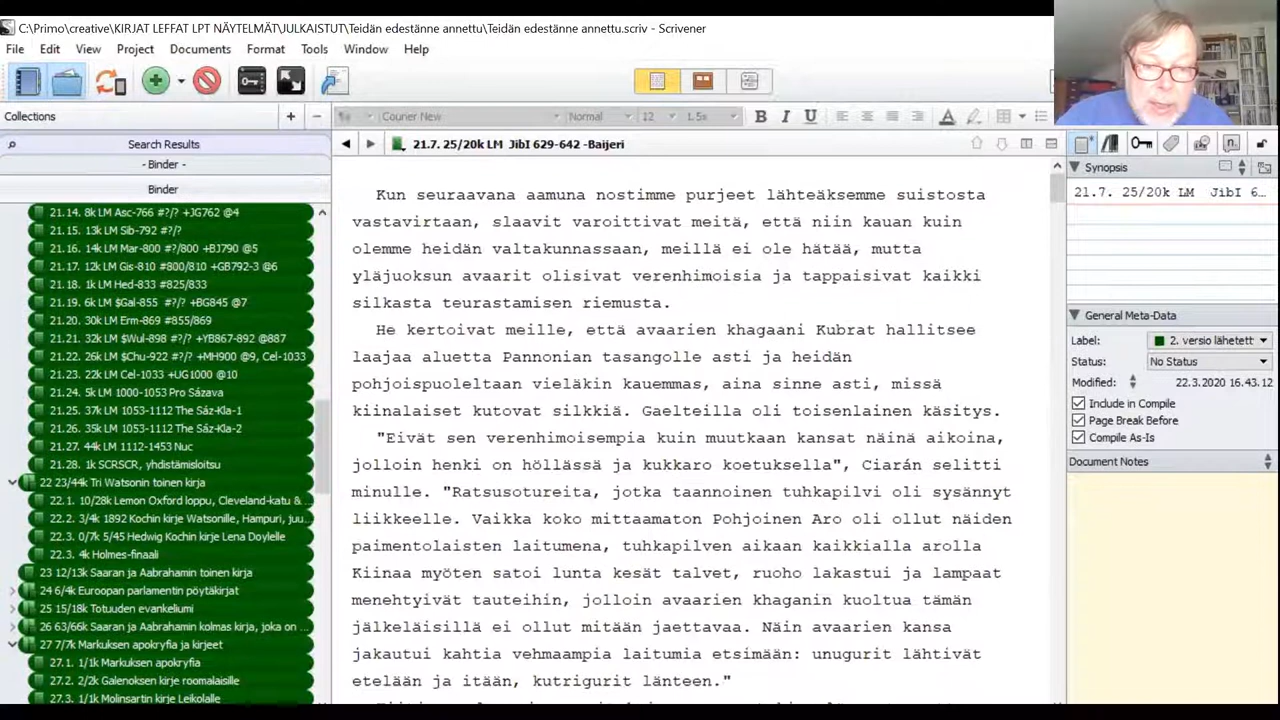 C:\Primo\creative\KIRJAT LEFFAT LPT NÄYTELMÄT\JULKAISTUT\Teidän edestänne annettu\Teidän edestänne annettu.scriv - Scrivener
File Edit View Project Documents Format Tools Window Help
Collections
Courier New Normal 12 1.5x B I U A
Search Results
- Binder -
Binder
21.14. 8k LM Asc-766 #?/? +JG762 @4
21.15. 13k LM Sib-792 #?/?
21.16. 14k LM Mar-800 #?/800 +BJ790 @5
21.17. 12k LM Gis-810 #800/810 +GB792-3 @6
21.18. 1k LM Hed-833 #825/833
21.19. 6k LM $Gal-855 #?/? +BG845 @7
21.20. 30k LM Erm-869 #855/869
21.21. 32k LM $Wul-898 #?/? +YB867-892 @887
21.22. 26k LM $Chu-922 #?/? +MH900 @9, Cel-1033
21.23. 22k LM Cel-1033 +UG1000 @10
21.24. 5k LM 1000-1053 Pro Sázava
21.25. 37k LM 1053-1112 The Sáz-Kla-1
21.26. 35k LM 1053-1112 The Sáz-Kla-2
21.27. 44k LM 1112-1453 Nuc
21.28. 1k SCRSCR, yhdistämisloitsu
22 23/44k Tri Watsonin toinen kirja
22.1. 10/28k Lemon Oxford loppu, Cleveland-katu &
22.2. 3/4k 1892 Kochin kirje Watsonille, Hampuri, juu...
22.3. 0/7k 5/45 Hedwig Kochin kirje Lena Doylelle
22.3. 4k Holmes-finaali
23 12/13k Saaran ja Aabrahamin toinen kirja
24 6/4k Euroopan parlamentin pöytäkirjat
25 15/18k Totuuden evankeliumi
26 63/66k Saaran ja Aabrahamin kolmas kirja, joka on ...
27 7/7k Markuksen apokryfia ja kirjeet
27.1. 1/1k Markuksen apokryfia
27.2. 2/2k Galenoksen kirje roomalaisille
27.3. 1/1k Molinsartin kirje Leikolalle
21.7. 25/20k LM JibI 629-642 -Baijeri
Kun seuraavana aamuna nostimme purjeet lähteäksemme suistosta
vastavirtaan, slaavit varoittivat meitä, että niin kauan kuin
olemme heidän valtakunnassaan, meillä ei ole hätää, mutta
yläjuoksun avaarit olisivat verenhimoisia ja tappaisivat kaikki
silkasta teurastamisen riemusta.
He kertoivat meille, että avaarien khagaani Kubrat hallitsee
laajaa aluetta Pannonian tasangolle asti ja heidän
pohjoispuoleltaan vieläkin kauemmas, aina sinne asti, missä
kiinalaiset kutovat silkkiä. Gaelteilla oli toisenlainen käsitys.
"Eivät sen verenhimoisempia kuin muutkaan kansat näinä aikoina,
jolloin henki on höllässä ja kukkaro koetuksella", Ciarán selitti
minulle. "Ratsusotureita, jotka taannoinen tuhkapilvi oli sysännyt
liikkeelle. Vaikka koko mittaamaton Pohjoinen Aro oli ollut näiden
paimentolaisten laitumena, tuhkapilven aikaan kaikkialla arolla
Kiinaa myöten satoi lunta kesät talvet, ruoho lakastui ja lampaat
menehtyivät tauteihin, jolloin avaarien khaganin kuoltua tämän
jälkeläisillä ei ollut mitään jaettavaa. Näin avaarien kansa
jakautui kahtia vehmaampia laitumia etsimään: unugurit lähtivät
etelään ja itään, kutrigurit länteen."
Synopsis
21.7. 25/20k LM JibI 6...
General Meta-Data
Label: 2. versio lähetett
Status: No Status
Modified: 22.3.2020 16.43.12
Include in Compile
Page Break Before
Compile As-Is
Document Notes